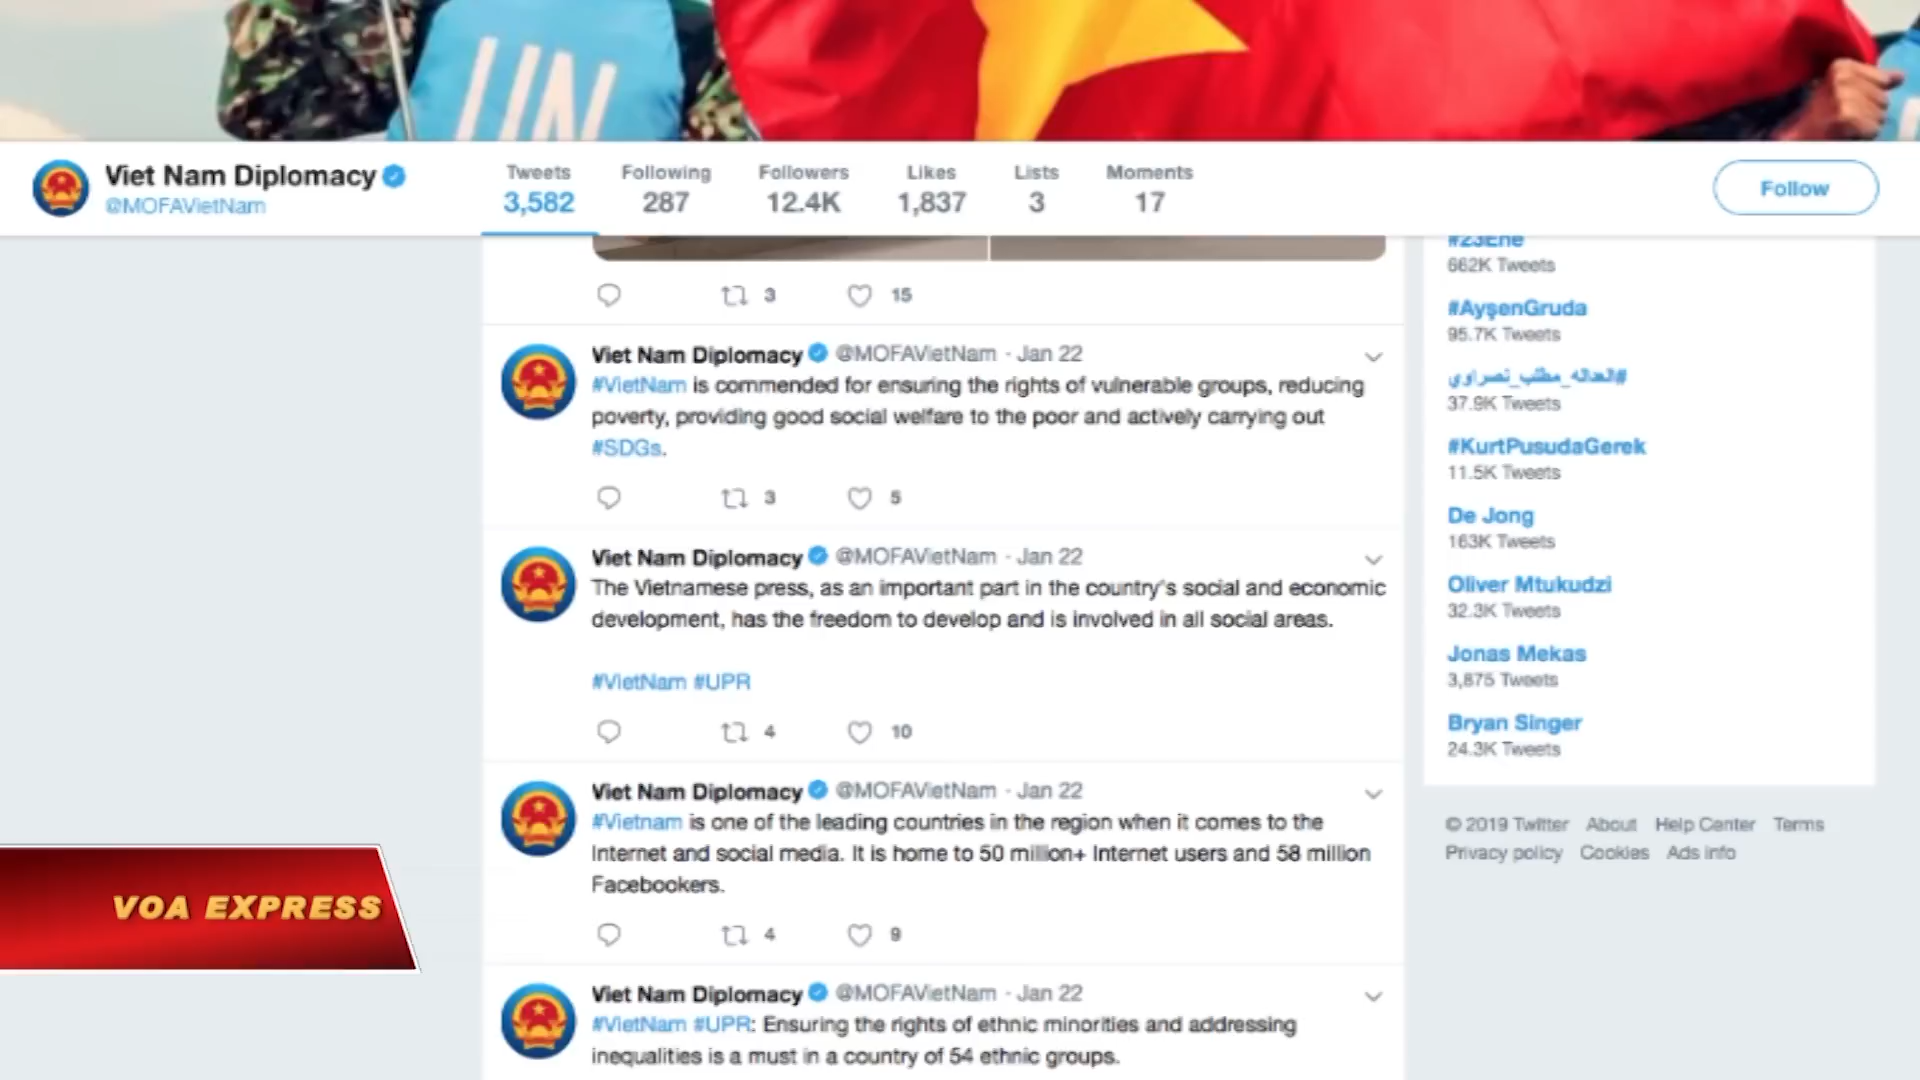 UN
Viet Nam Diplomacy
@MOFAVietNam
Tweets
3,582
Following
287
Followers
12.4K
Likes
1,837
Lists
3
Moments
17
Follow
3 15
Viet Nam Diplomacy @MOFAVietNam · Jan 22
#VietNam is commended for ensuring the rights of vulnerable groups, reducing
poverty, providing good social welfare to the poor and actively carrying out
#SDGs.
3 5
Viet Nam Diplomacy @MOFAVietNam · Jan 22
The Vietnamese press, as an important part in the country's social and economic
development, has the freedom to develop and is involved in all social areas.
#VietNam #UPR
4 10
Viet Nam Diplomacy @MOFAVietNam · Jan 22
#Vietnam is one of the leading countries in the region when it comes to the
Internet and social media. It is home to 50 million+ Internet users and 58 million
Facebookers.
4 9
Viet Nam Diplomacy @MOFAVietNam · Jan 22
#VietNam #UPR: Ensuring the rights of ethnic minorities and addressing
inequalities is a must in a country of 54 ethnic groups.
#23Ene
662K Tweets
#AyşenGruda
95.7K Tweets
#العداله_مطلب_نصراوي
37.9K Tweets
#KurtPusudaGerek
11.5K Tweets
De Jong
163K Tweets
Oliver Mtukudzi
32.3K Tweets
Jonas Mekas
3,875 Tweets
Bryan Singer
24.3K Tweets
© 2019 Twitter About Help Center Terms
Privacy policy Cookies Ads info
VOA EXPRESS